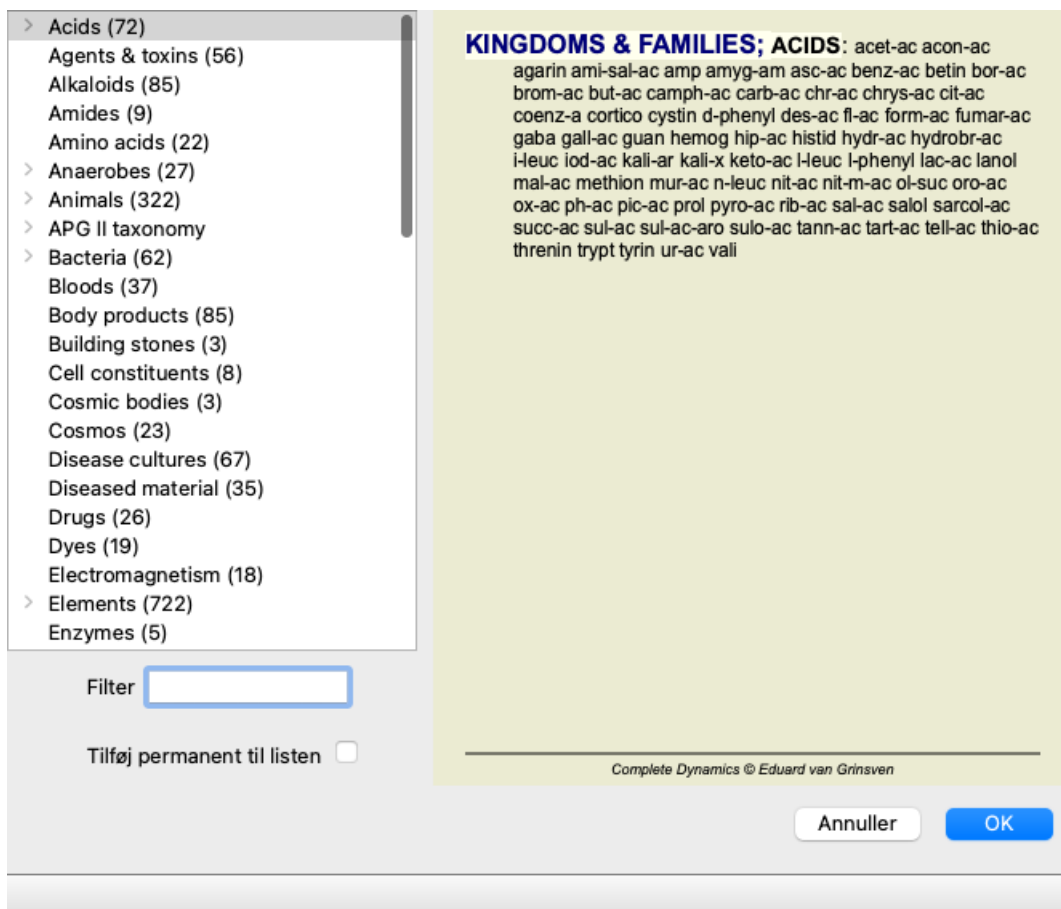 Acids (72)
Agents & toxins (56)
Alkaloids (85)
Amides (9)
Amino acids (22)
Anaerobes (27)
Animals (322)
APG II taxonomy
Bacteria (62)
Bloods (37)
Body products (85)
Building stones (3)
Cell constituents (8)
Cosmic bodies (3)
Cosmos (23)
Disease cultures (67)
Diseased material (35)
Drugs (26)
Dyes (19)
Electromagnetism (18)
Elements (722)
Enzymes (5)
Filter
Tilføj permanent til listen
KINGDOMS & FAMILIES; ACIDS: acet-ac acon-ac
agarin ami-sal-ac amp amyg-am asc-ac benz-ac betin bor-ac
brom-ac but-ac camph-ac carb-ac chr-ac chrys-ac cit-ac
coenz-a cortico cystin d-phenyl des-ac fl-ac form-ac fumar-ac
gaba gall-ac guan hemog hip-ac histid hydr-ac hydrobr-ac
i-leuc iod-ac kali-ar kali-x keto-ac l-leuc l-phenyl lac-ac lanol
mal-ac methion mur-ac n-leuc nit-ac nit-m-ac ol-suc oro-ac
ox-ac ph-ac pic-ac prol pyro-ac rib-ac sal-ac salol sarcol-ac
succ-ac sul-ac sul-ac-aro sulo-ac tann-ac tart-ac tell-ac thio-ac
threnin trypt tyrin ur-ac vali
Complete Dynamics © Eduard van Grinsven
Annuller
OK